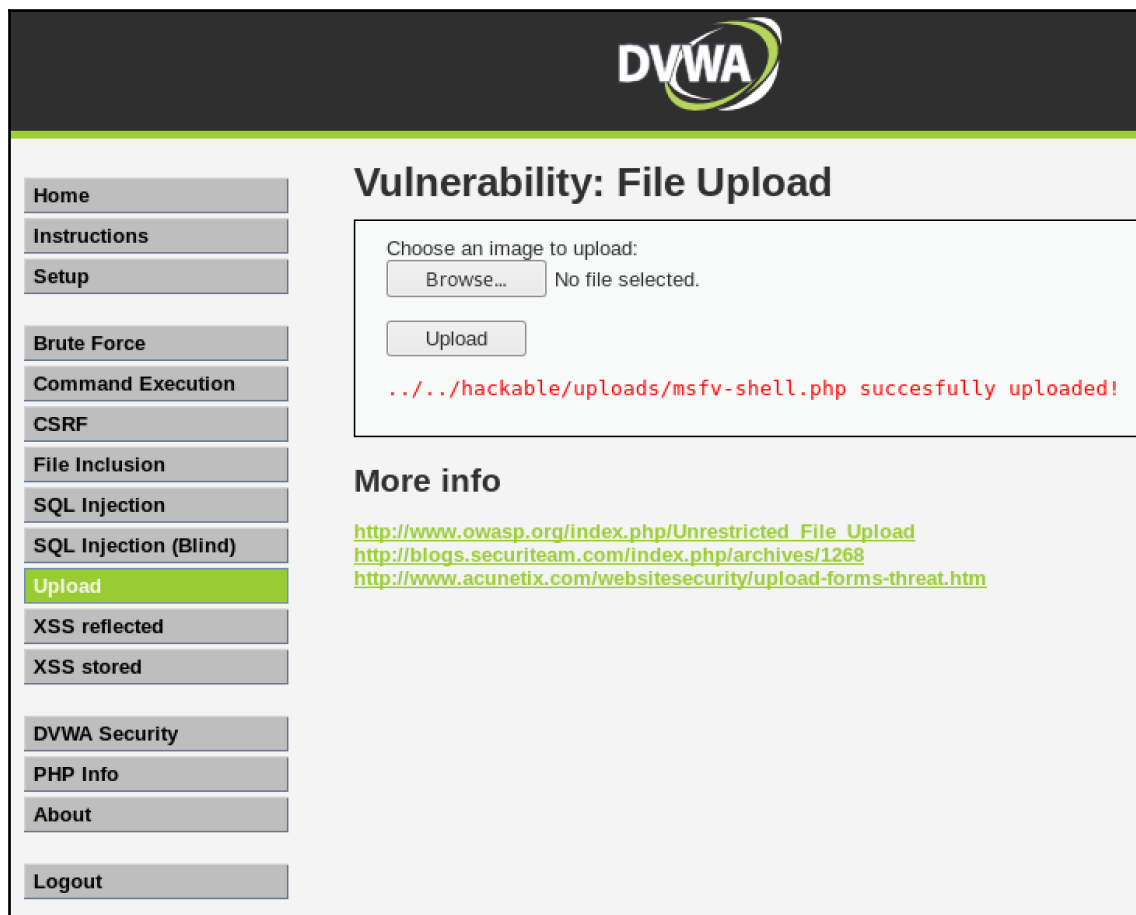 DVWA
Home
Instructions
Setup
Brute Force
Command Execution
CSRF
File Inclusion
SQL Injection
SQL Injection (Blind)
Upload
XSS reflected
XSS stored
DVWA Security
PHP Info
About
Logout
Vulnerability: File Upload
Choose an image to upload:
Browse... No file selected.
Upload
../../hackable/uploads/msfv-shell.php succesfully uploaded!
More info
http://www.owasp.org/index.php/Unrestricted_File_Upload
http://blogs.securiteam.com/index.php/archives/1268
http://www.acunetix.com/websitesecurity/upload-forms-threat.htm